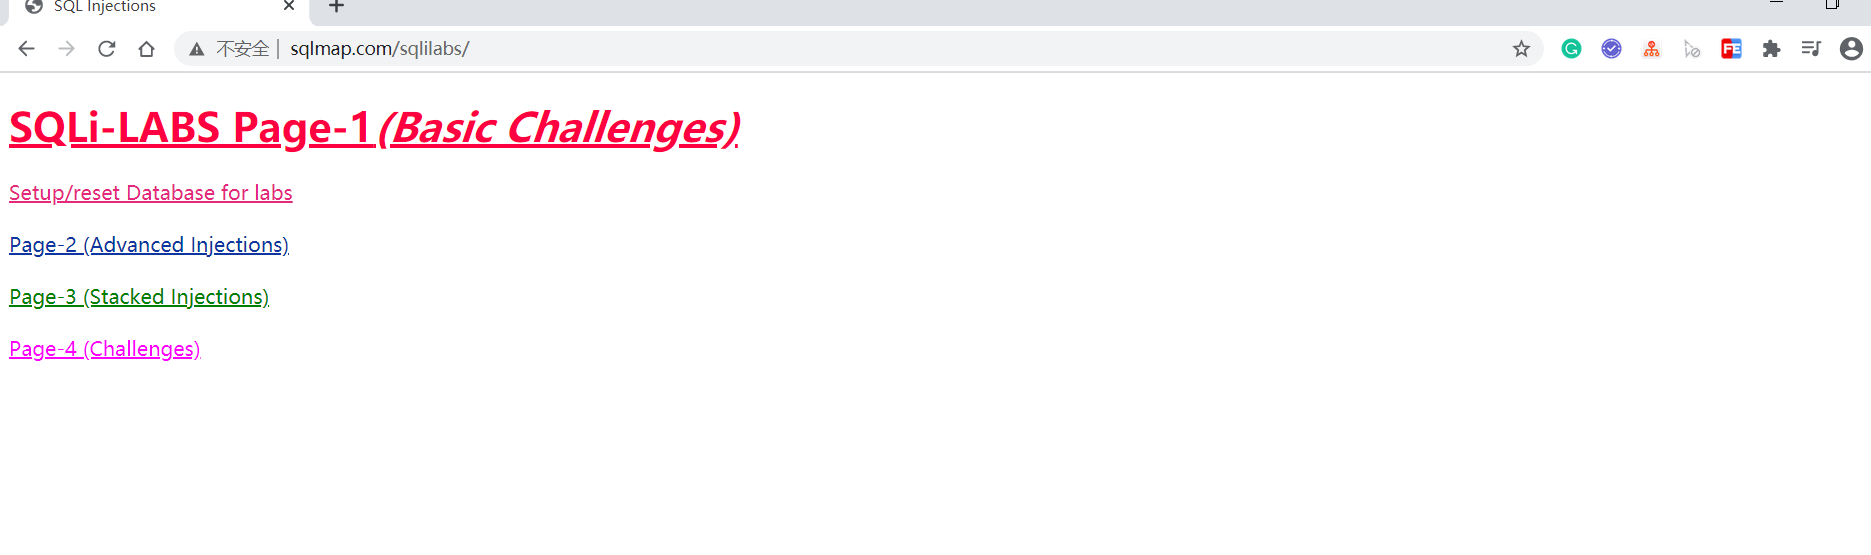 SQL Injections
不安全 | sqlmap.com/sqlilabs/
FE
SQLi-LABS Page-1(Basic Challenges)
Setup/reset Database for labs
Page-2 (Advanced Injections)
Page-3 (Stacked Injections)
Page-4 (Challenges)